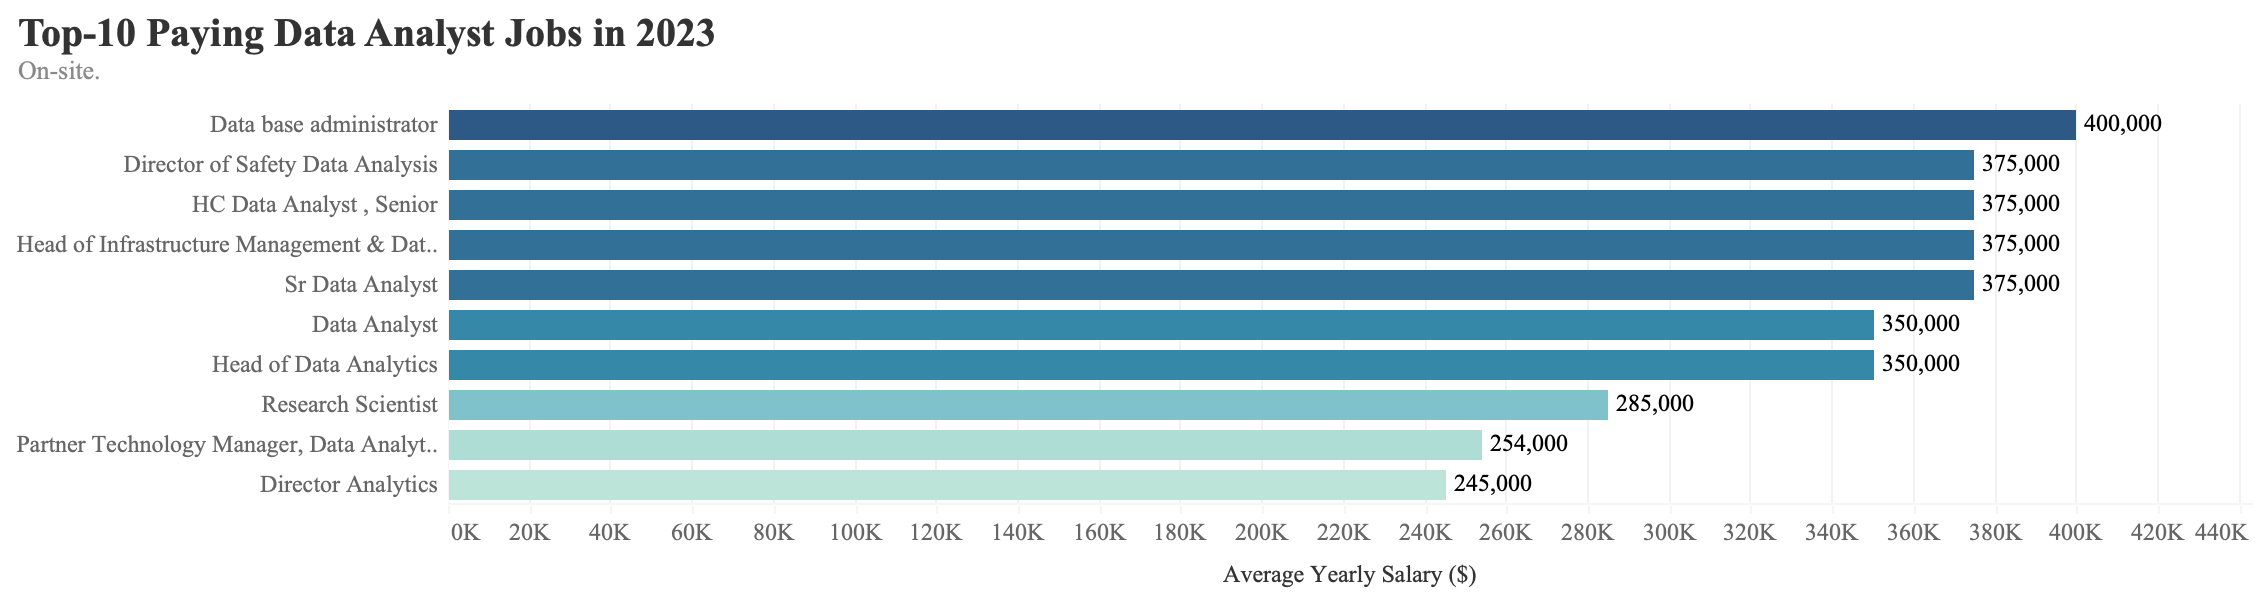 Top-10 Paying Data Analyst Jobs in 2023
On-site.
Data base administrator 400,000
Director of Safety Data Analysis 375,000
HC Data Analyst , Senior 375,000
Head of Infrastructure Management & Dat.. 375,000
Sr Data Analyst 375,000
Data Analyst 350,000
Head of Data Analytics 350,000
Research Scientist 285,000
Partner Technology Manager, Data Analyt.. 254,000
Director Analytics 245,000
0K 20K 40K 60K 80K 100K 120K 140K 160K 180K 200K 220K 240K 260K 280K 300K 320K 340K 360K 380K 400K 420K 440K
Average Yearly Salary ($)